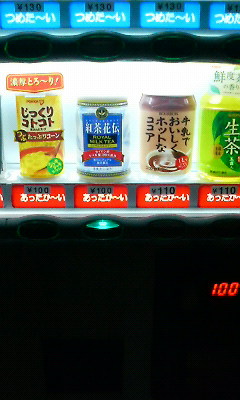 ¥130
つめた〜い
¥130
つめた〜い
¥130
つめた〜い
濃厚とろ〜り!
じっくり
コトコト
たっぷりコーン
紅茶花伝
ROYAL
MILK TEA
牛乳で
おいしく
ホットな
ココア
鮮度
生茶
¥100
あったか〜い
¥100
あったか〜い
¥110
あったか〜い
¥110
あったか〜い
100